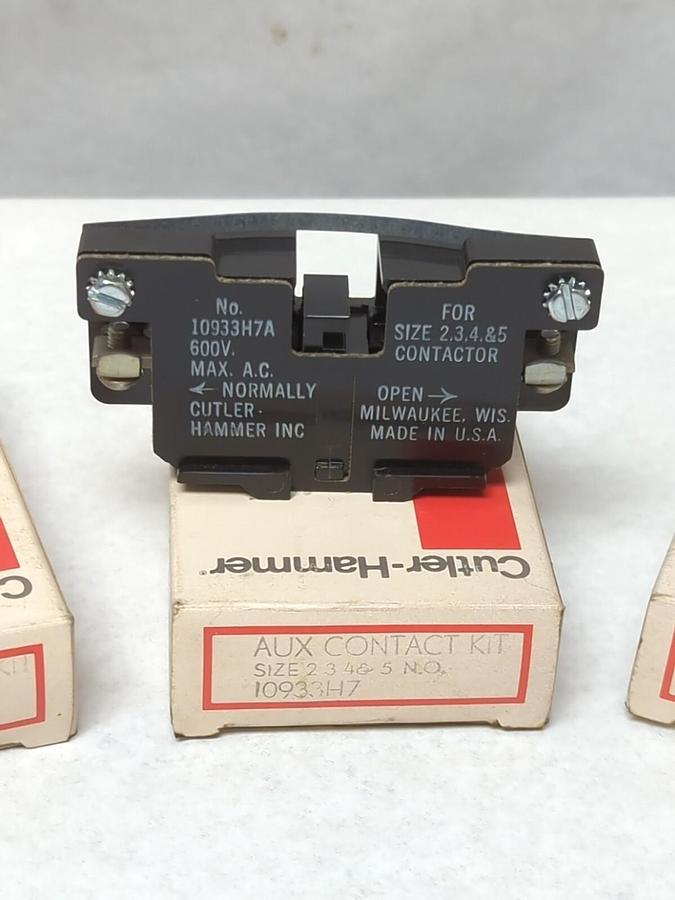 No.
10933H7A
600V.
MAX. A.C.
← NORMALLY
CUTLER-
HAMMER INC
FOR
SIZE 2,3,4,&5
CONTACTOR
OPEN →
MILWAUKEE, WIS.
MADE IN U.S.A.
Cutler-Hammer
AUX CONTACT KIT
SIZE 2 3 4& 5 N.O.
10933H7
C
KIT